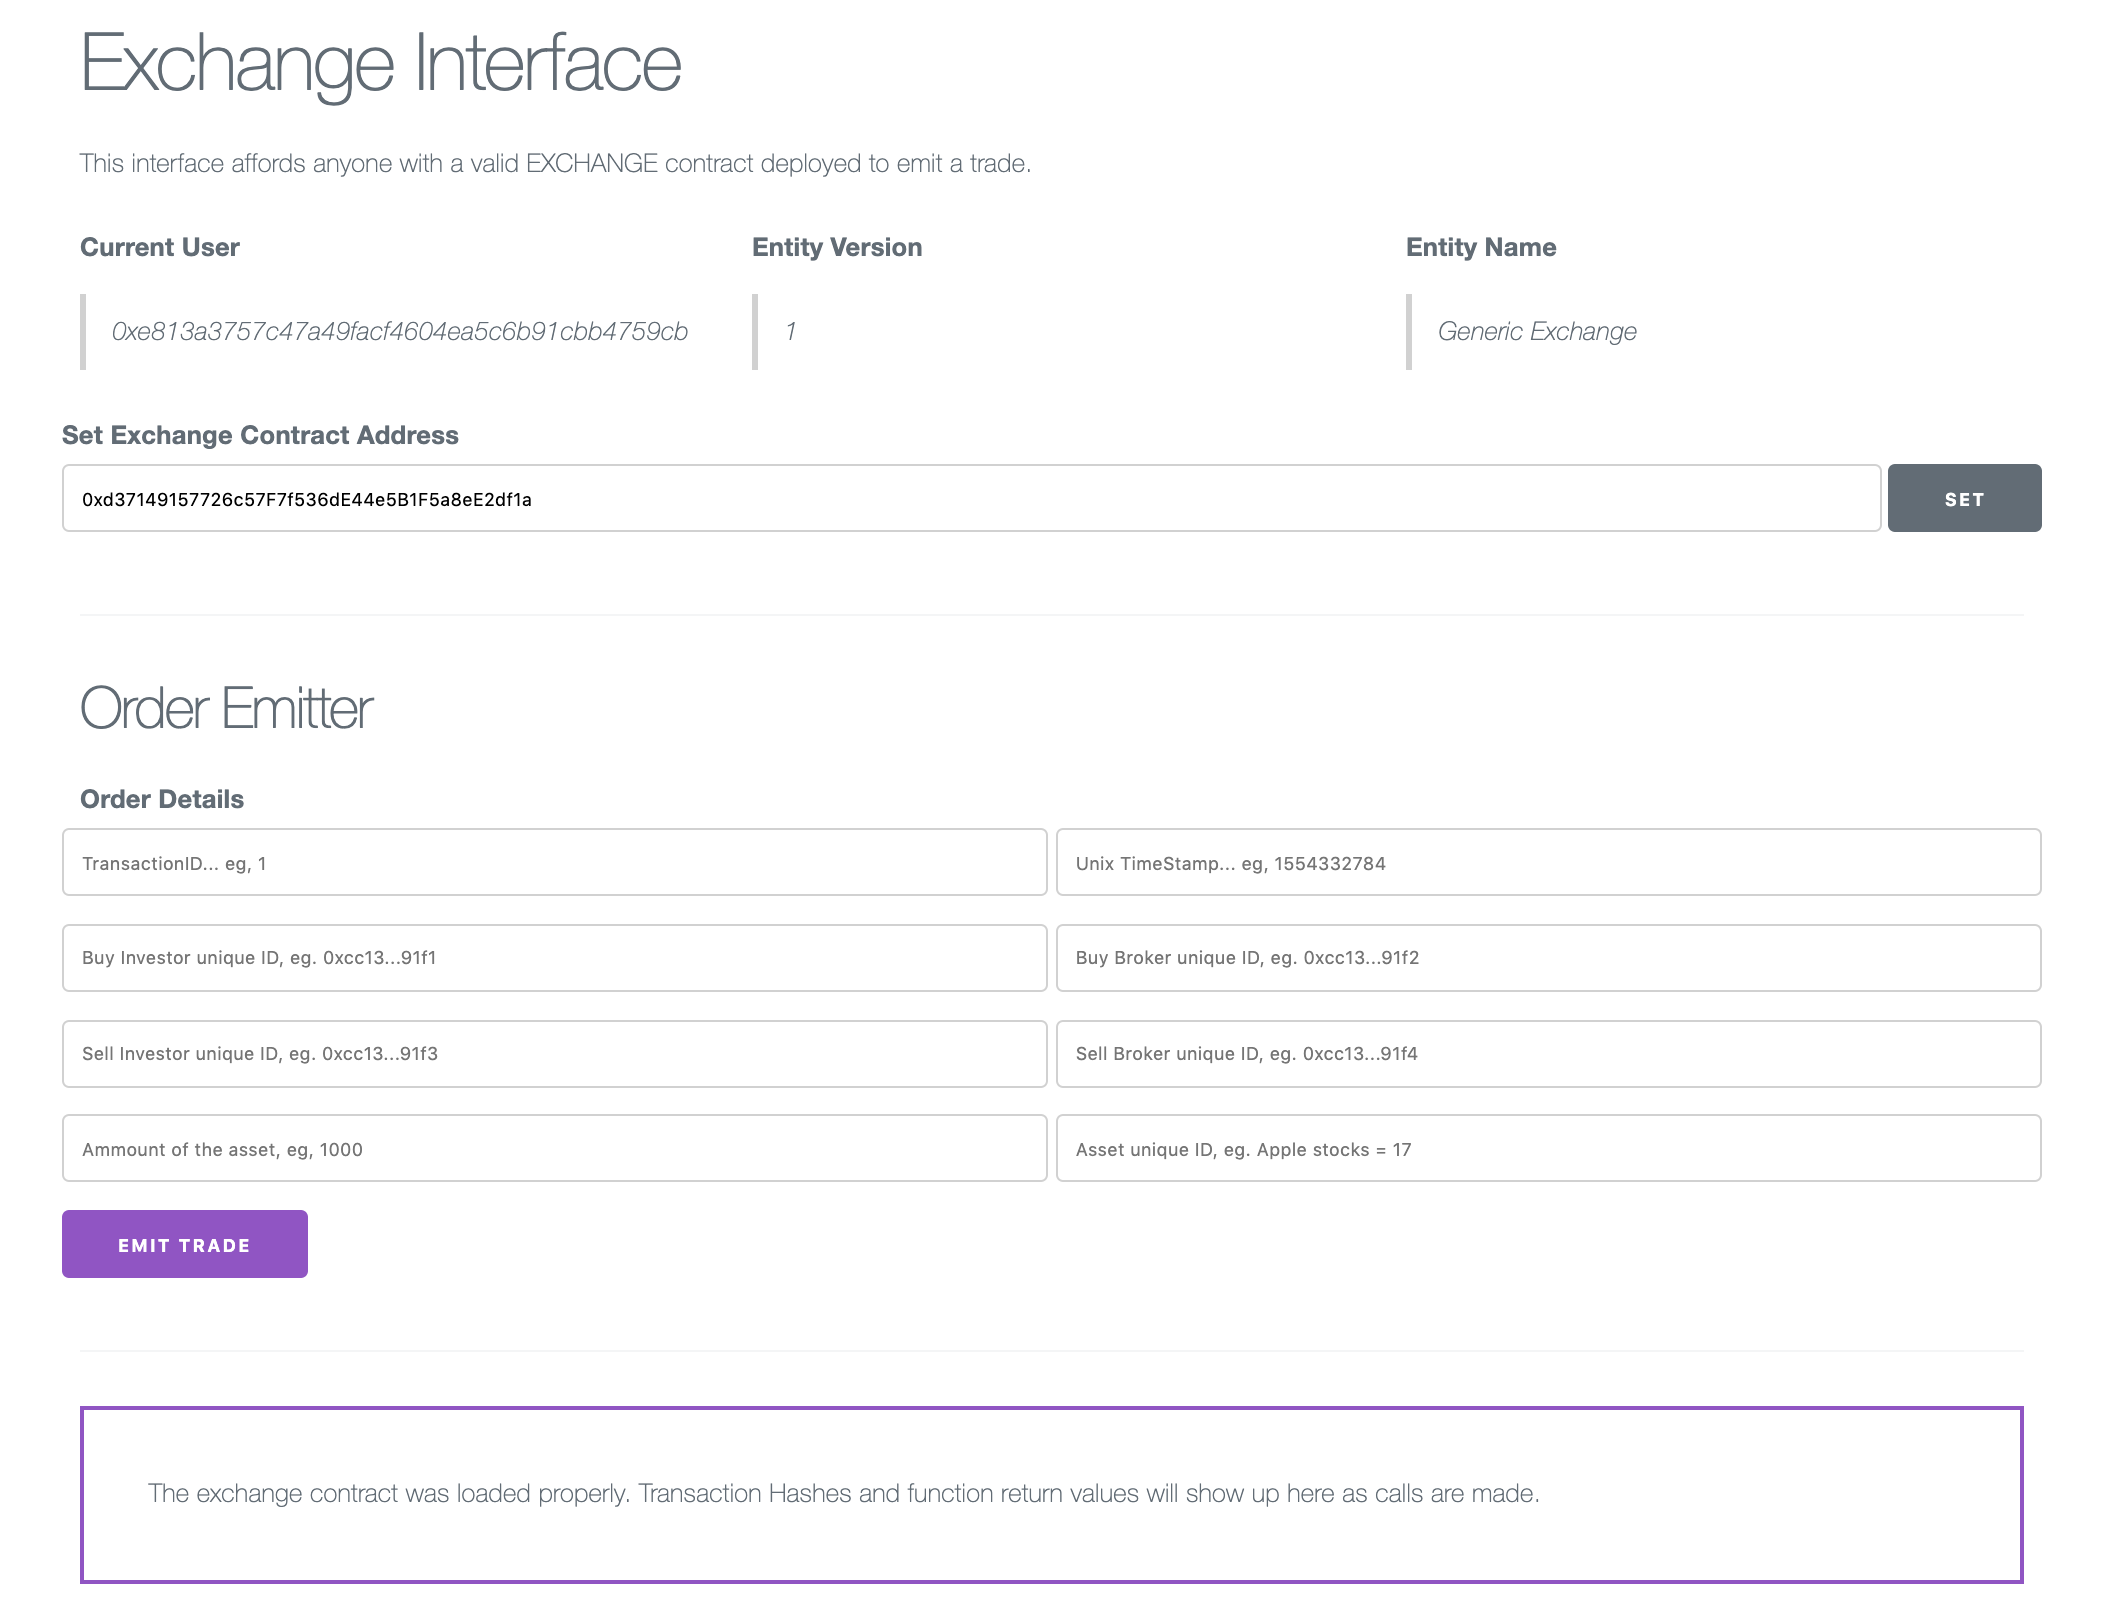 Exchange Interface
This interface affords anyone with a valid EXCHANGE contract deployed to emit a trade.
Current User
Entity Version
Entity Name
0xe813a3757c47a49facf4604ea5c6b91cbb4759cb
1
Generic Exchange
Set Exchange Contract Address
0xd37149157726c57F7f536dE44e5B1F5a8eE2df1a
SET
Order Emitter
Order Details
TransactionID... eg, 1
Unix TimeStamp... eg, 1554332784
Buy Investor unique ID, eg. 0xcc13...91f1
Buy Broker unique ID, eg. 0xcc13...91f2
Sell Investor unique ID, eg. 0xcc13...91f3
Sell Broker unique ID, eg. 0xcc13...91f4
Ammount of the asset, eg, 1000
Asset unique ID, eg. Apple stocks = 17
EMIT TRADE
The exchange contract was loaded properly. Transaction Hashes and function return values will show up here as calls are made.